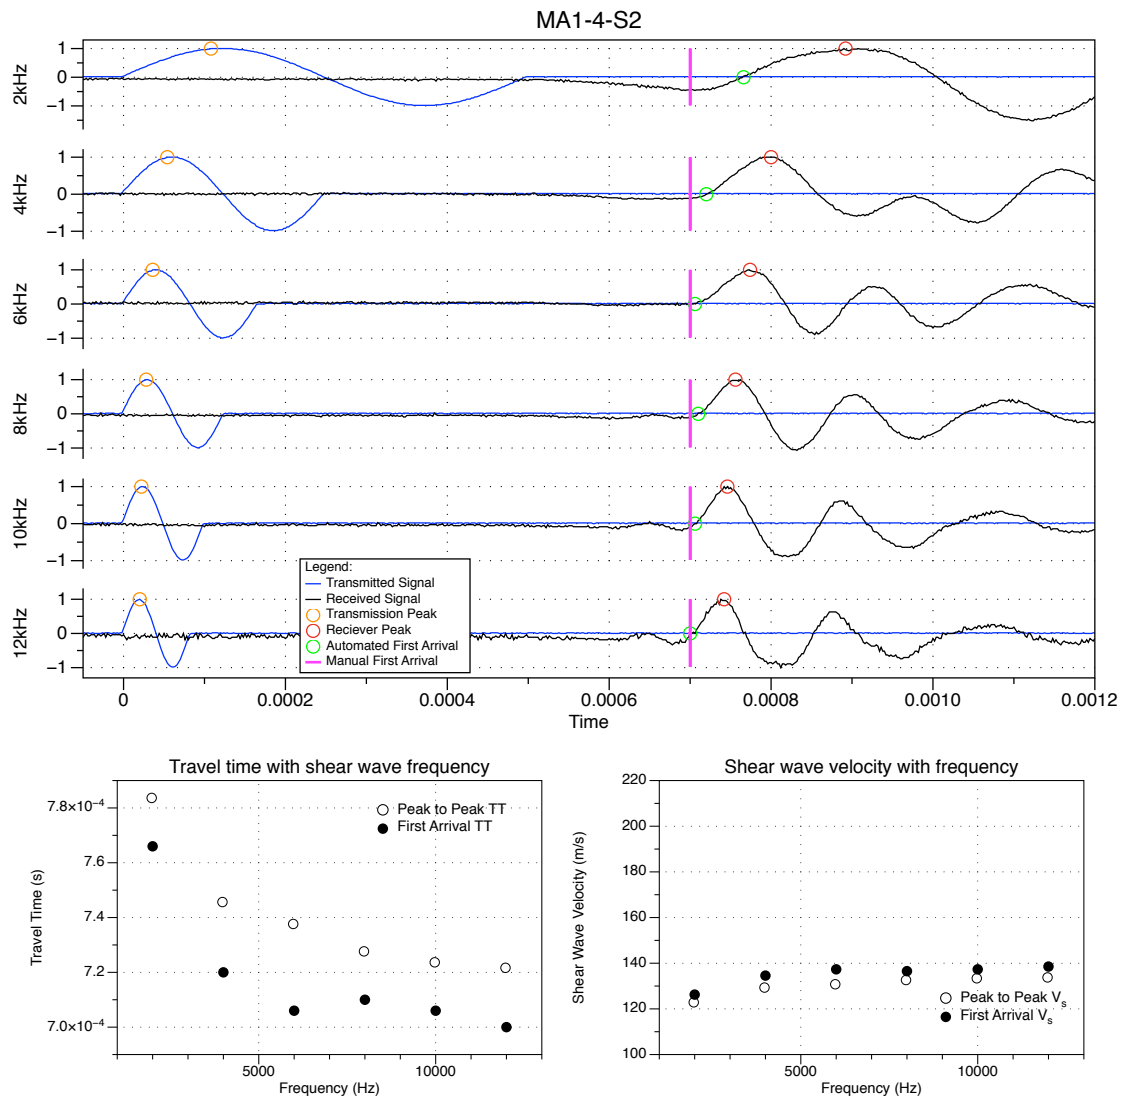 MA1-4-S2
2kHz
1
0
−1
4kHz
1
0
−1
6kHz
1
0
−1
8kHz
1
0
−1
10kHz
1
0
−1
12kHz
1
0
−1
Legend:
Transmitted Signal
Received Signal
Transmission Peak
Reciever Peak
Automated First Arrival
Manual First Arrival
0 0.0002 0.0004 0.0006 0.0008 0.0010 0.0012
Time
Travel time with shear wave frequency
Travel Time (s)
7.8×10⁻⁴
7.6
7.4
7.2
7.0×10⁻⁴
Peak to Peak TT
First Arrival TT
5000 10000
Frequency (Hz)
Shear wave velocity with frequency
Shear Wave Velocity (m/s)
220
200
180
160
140
120
100
Peak to Peak Vₛ
First Arrival Vₛ
5000 10000
Frequency (Hz)